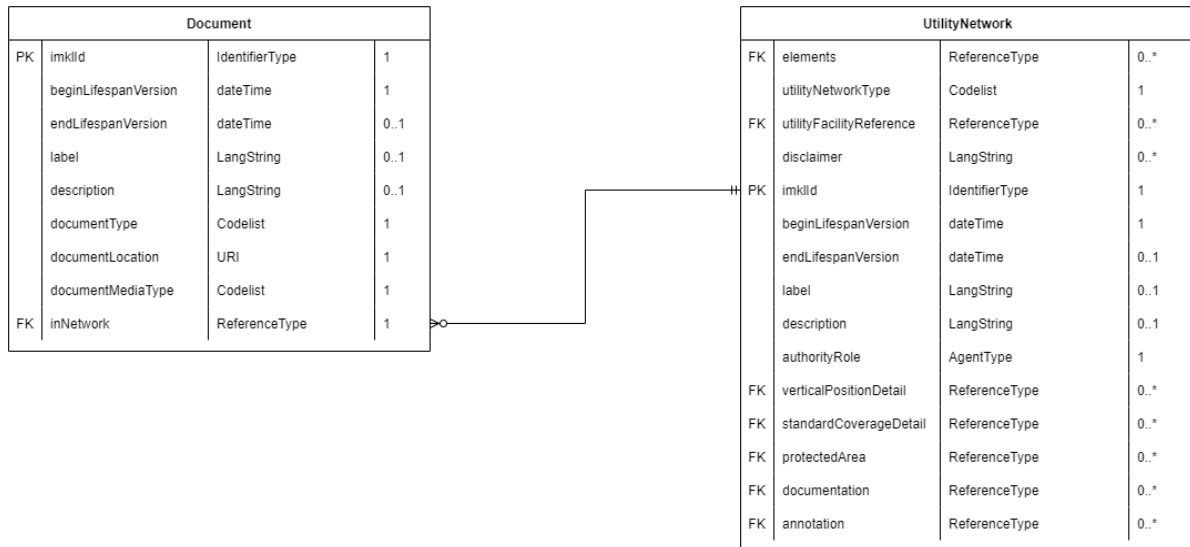 Document
PK imklId IdentifierType 1
beginLifespanVersion dateTime 1
endLifespanVersion dateTime 0..1
label LangString 0..1
description LangString 0..1
documentType Codelist 1
documentLocation URI 1
documentMediaType Codelist 1
FK inNetwork ReferenceType 1
UtilityNetwork
FK elements ReferenceType 0..*
utilityNetworkType Codelist 1
FK utilityFacilityReference ReferenceType 0..*
disclaimer LangString 0..*
PK imklId IdentifierType 1
beginLifespanVersion dateTime 1
endLifespanVersion dateTime 0..1
label LangString 0..1
description LangString 0..1
authorityRole AgentType 1
FK verticalPositionDetail ReferenceType 0..*
FK standardCoverageDetail ReferenceType 0..*
FK protectedArea ReferenceType 0..*
FK documentation ReferenceType 0..*
FK annotation ReferenceType 0..*